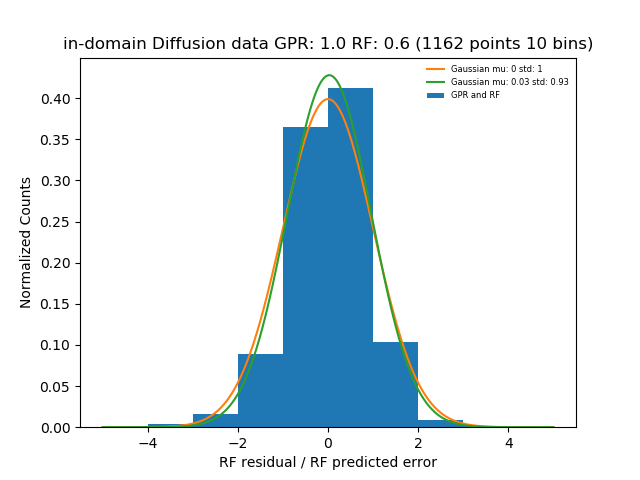 in-domain Diffusion data GPR: 1.0 RF: 0.6 (1162 points 10 bins)
Gaussian mu: 0 std: 1
Gaussian mu: 0.03 std: 0.93
GPR and RF
Normalized Counts
0.40
0.35
0.30
0.25
0.20
0.15
0.10
0.05
0.00
−4 −2 0 2 4
RF residual / RF predicted error